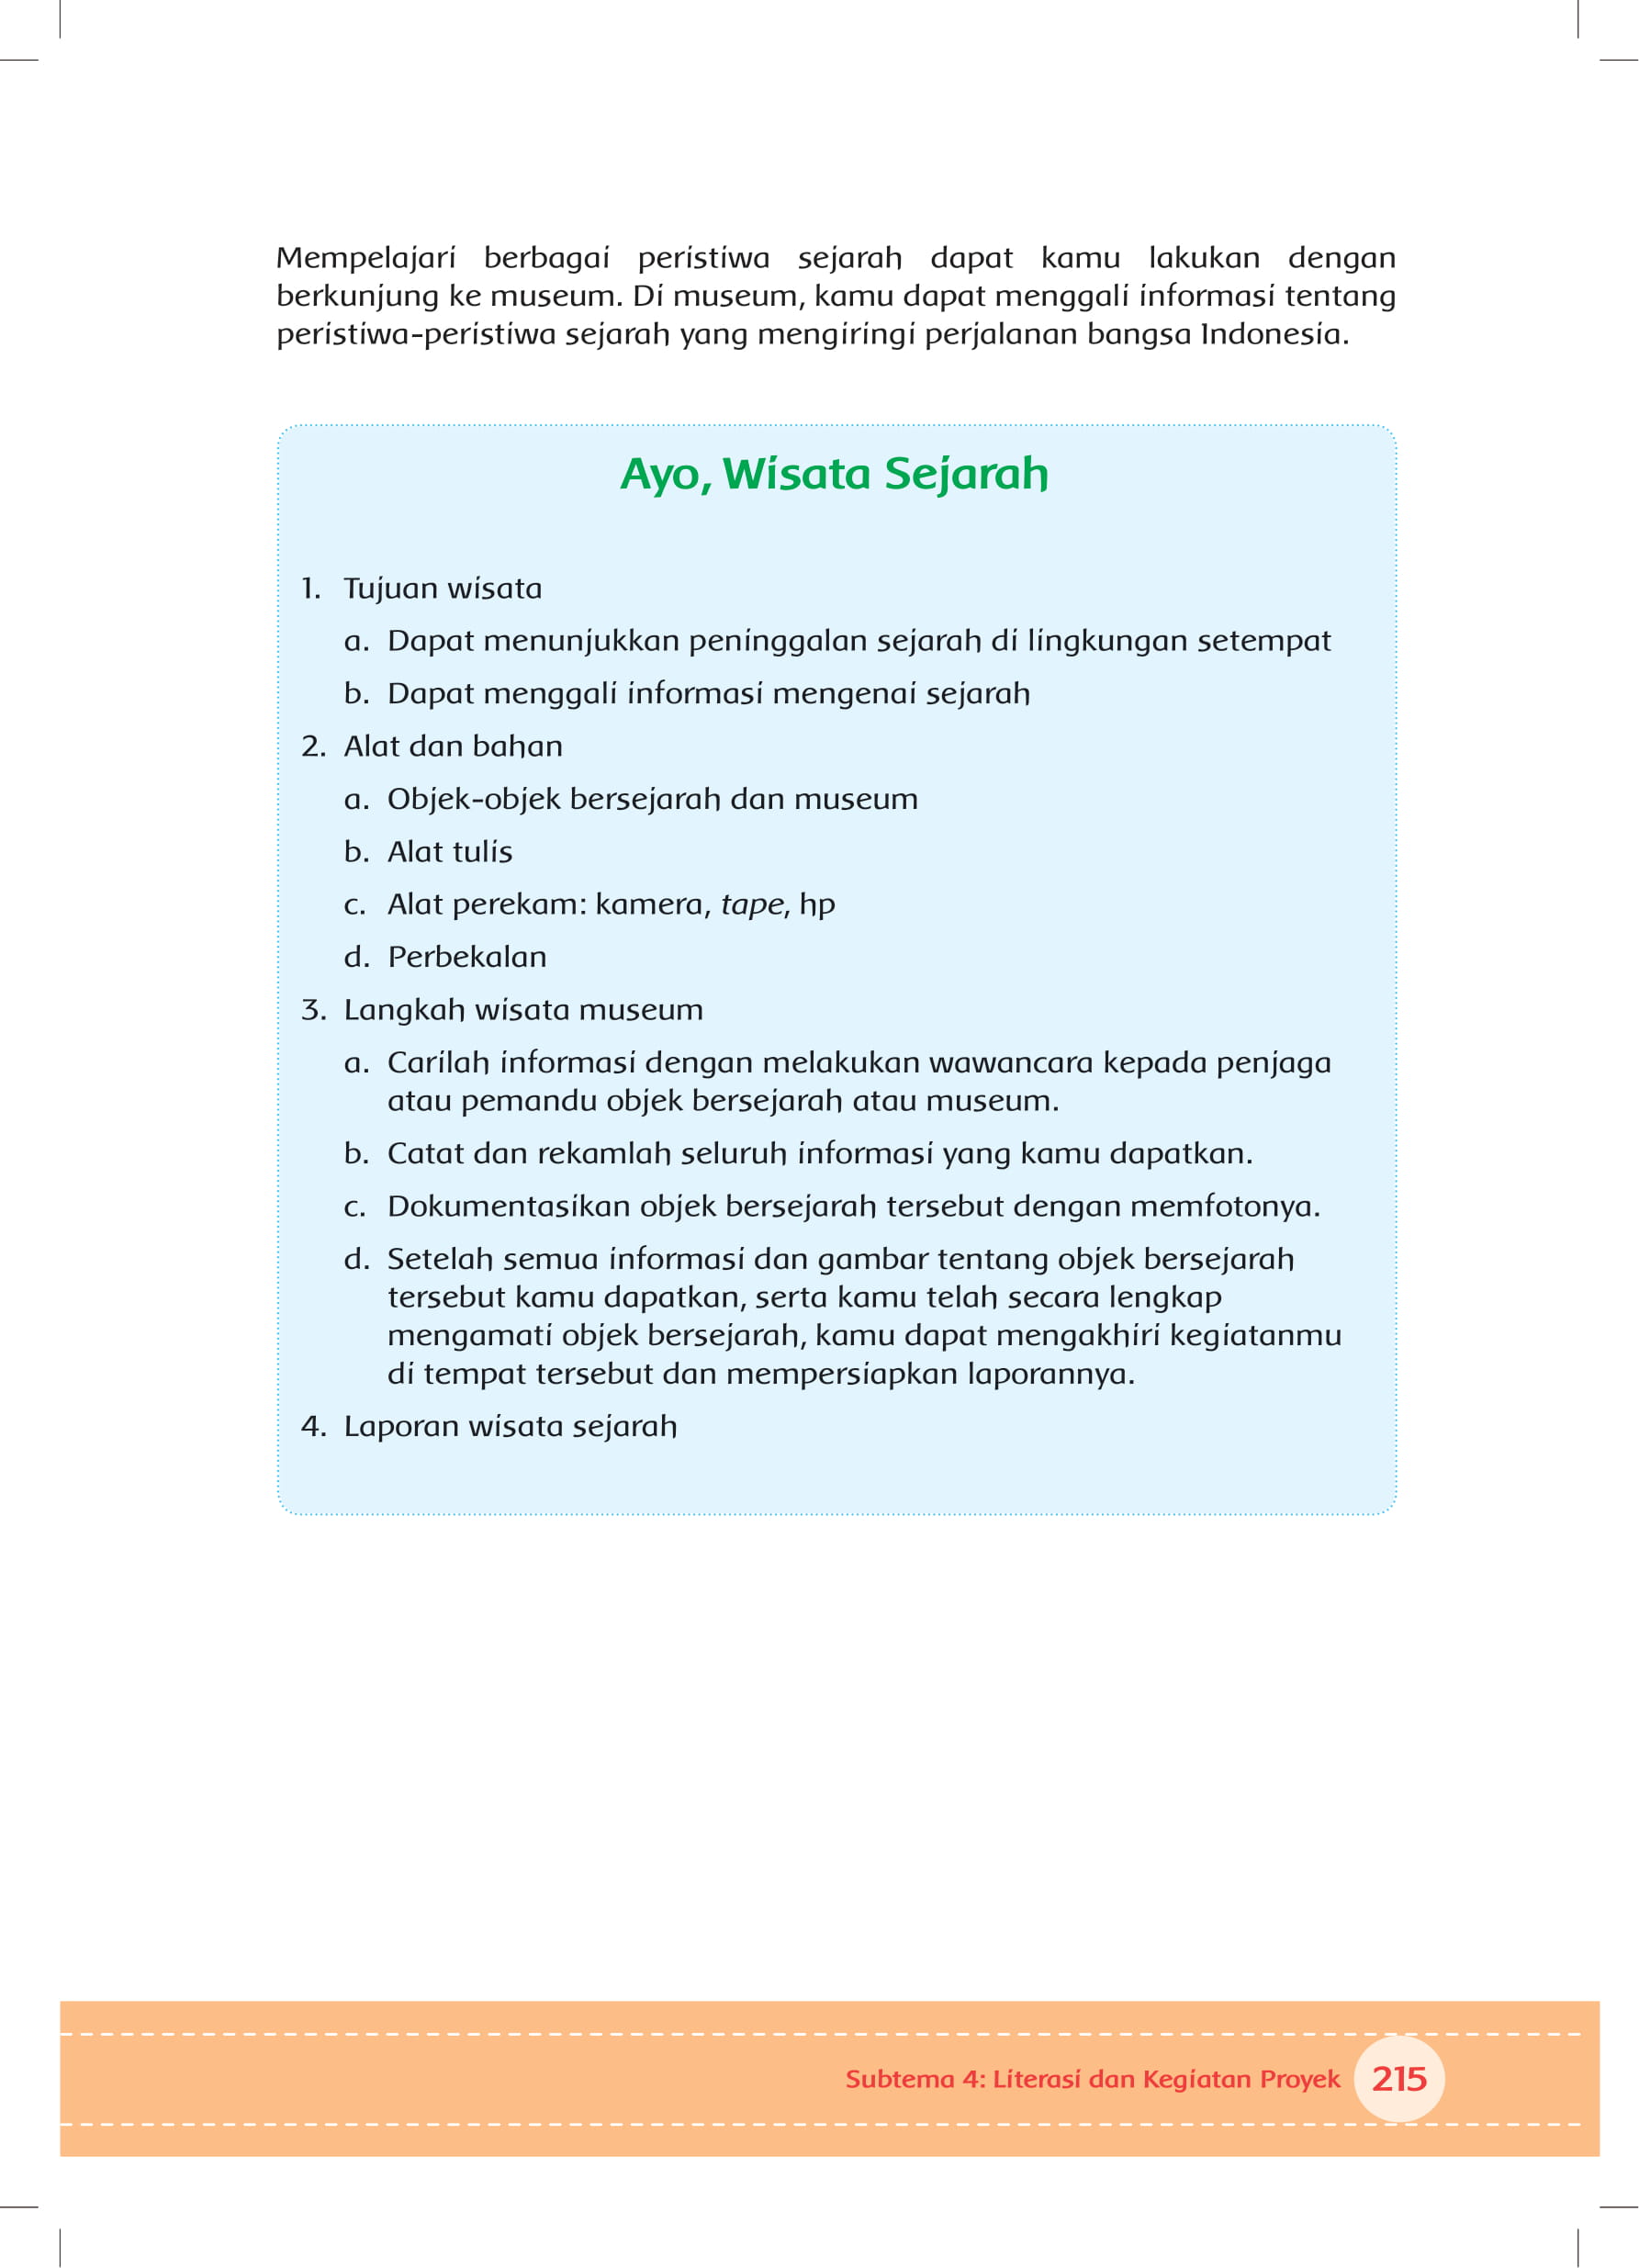 Mempelajari berbagai peristiwa sejarah dapat kamu lakukan dengan
berkunjung ke museum. Di museum, kamu dapat menggali informasi tentang
peristiwa-peristiwa sejarah yang mengiringi perjalanan bangsa Indonesia.
Ayo, Wisata Sejarah
1. Tujuan wisata
a. Dapat menunjukkan peninggalan sejarah di lingkungan setempat
b. Dapat menggali informasi mengenai sejarah
2. Alat dan bahan
a. Objek-objek bersejarah dan museum
b. Alat tulis
c. Alat perekam: kamera, tape, hp
d. Perbekalan
3. Langkah wisata museum
a. Carilah informasi dengan melakukan wawancara kepada penjaga
atau pemandu objek bersejarah atau museum.
b. Catat dan rekamlah seluruh informasi yang kamu dapatkan.
c. Dokumentasikan objek bersejarah tersebut dengan memfotonya.
d. Setelah semua informasi dan gambar tentang objek bersejarah
tersebut kamu dapatkan, serta kamu telah secara lengkap
mengamati objek bersejarah, kamu dapat mengakhiri kegiatanmu
di tempat tersebut dan mempersiapkan laporannya.
4. Laporan wisata sejarah
Subtema 4: Literasi dan Kegiatan Proyek 215